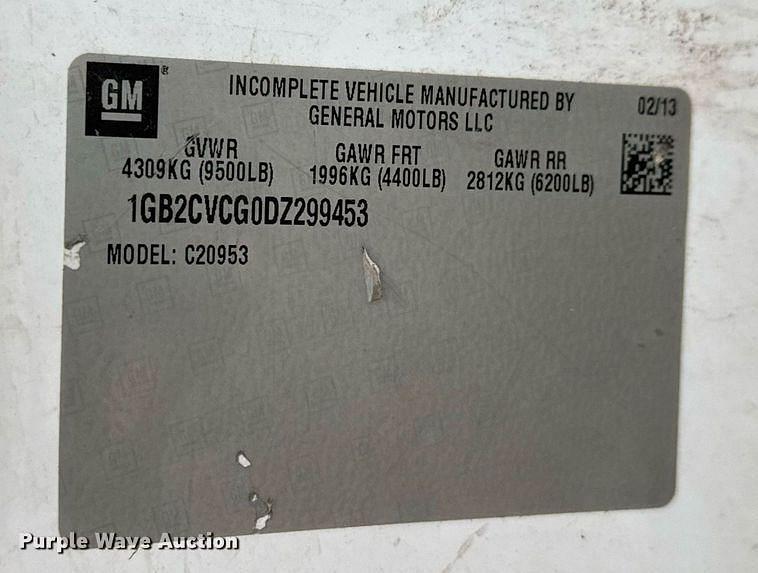 GM ®
INCOMPLETE VEHICLE MANUFACTURED BY
GENERAL MOTORS LLC
02/13
GVWR
4309KG (9500LB)
GAWR FRT
1996KG (4400LB)
GAWR RR
2812KG (6200LB)
1GB2CVCG0DZ299453
MODEL: C20953
Purple Wave Auction